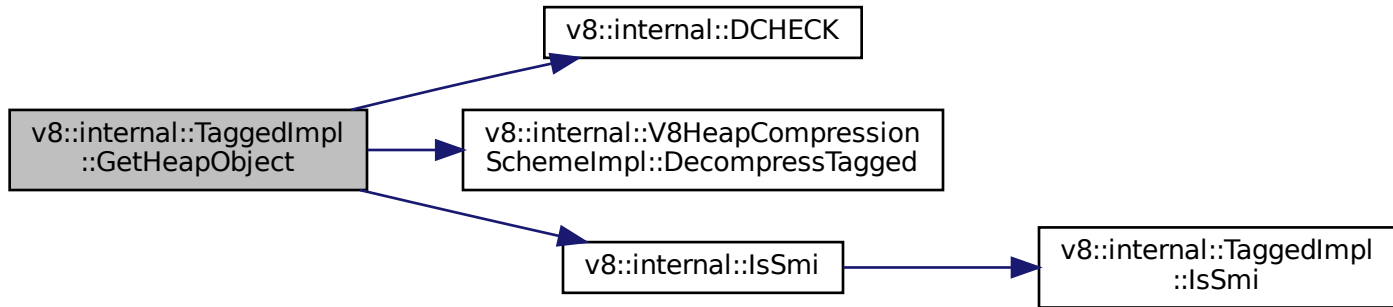 v8::internal::DCHECK
v8::internal::TaggedImpl
::GetHeapObject
v8::internal::V8HeapCompression
SchemeImpl::DecompressTagged
v8::internal::IsSmi
v8::internal::TaggedImpl
::IsSmi